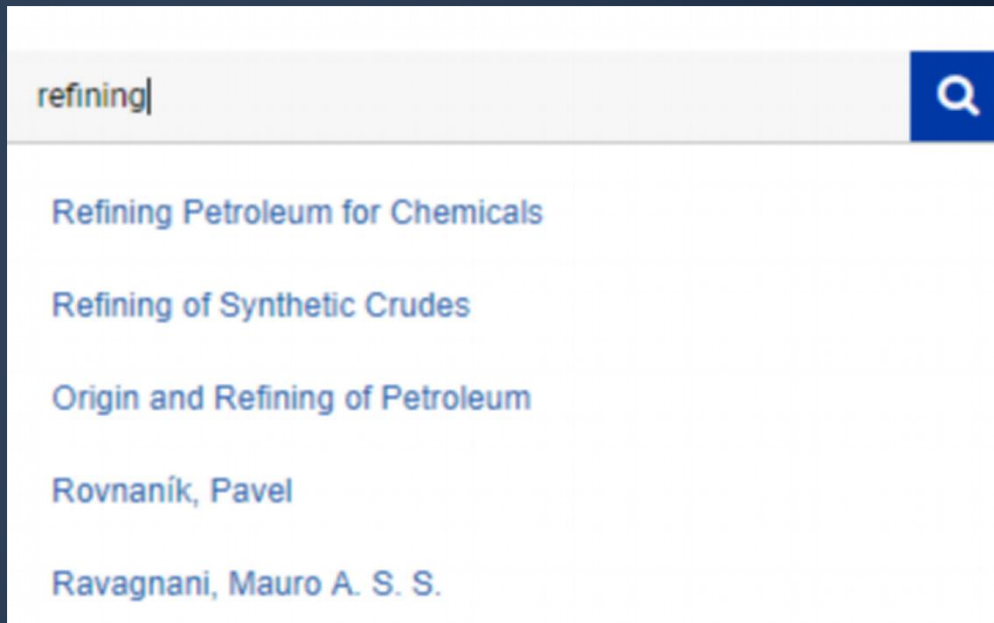 refining
Refining Petroleum for Chemicals
Refining of Synthetic Crudes
Origin and Refining of Petroleum
Rovnaník, Pavel
Ravagnani, Mauro A. S. S.